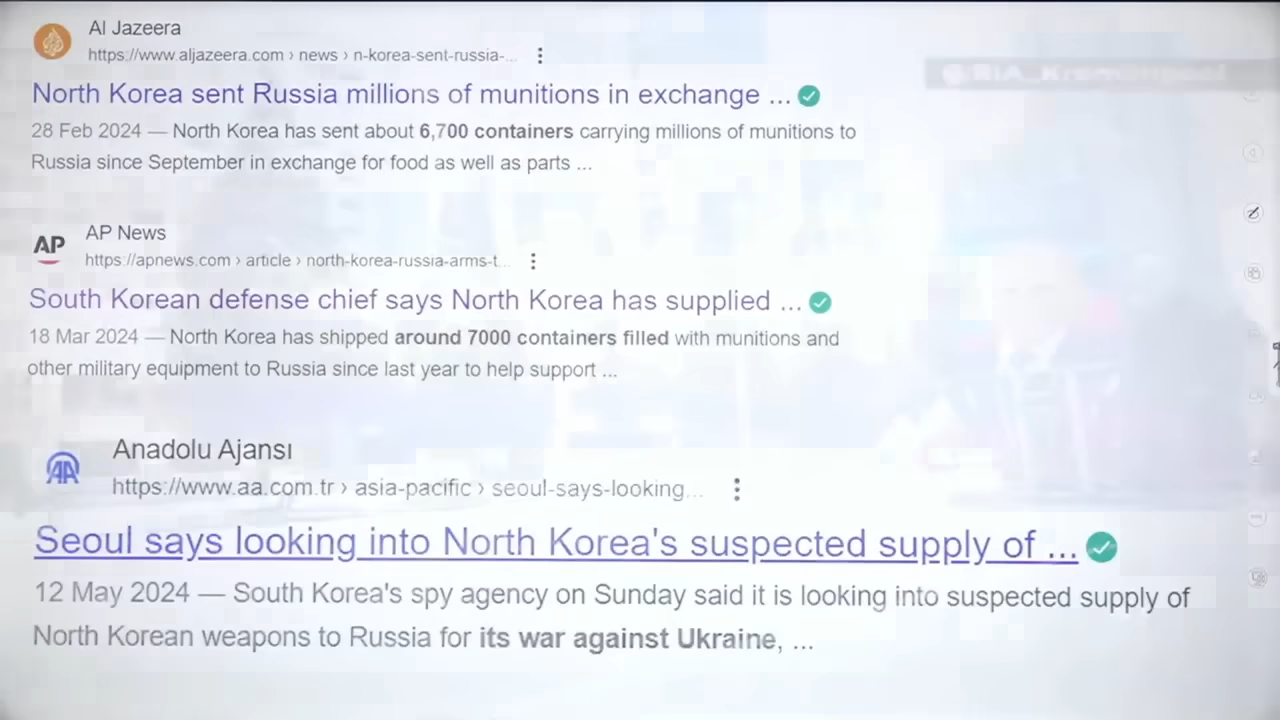 Al Jazeera
https://www.aljazeera.com › news › n-korea-sent-russia-...
North Korea sent Russia millions of munitions in exchange ...
28 Feb 2024 — North Korea has sent about 6,700 containers carrying millions of munitions to
Russia since September in exchange for food as well as parts ...
AP
AP News
https://apnews.com › article › north-korea-russia-arms-t...
South Korean defense chief says North Korea has supplied ...
18 Mar 2024 — North Korea has shipped around 7000 containers filled with munitions and
other military equipment to Russia since last year to help support ...
AA
Anadolu Ajansı
https://www.aa.com.tr › asia-pacific › seoul-says-looking...
Seoul says looking into North Korea's suspected supply of ...
12 May 2024 — South Korea's spy agency on Sunday said it is looking into suspected supply of
North Korean weapons to Russia for its war against Ukraine, ...